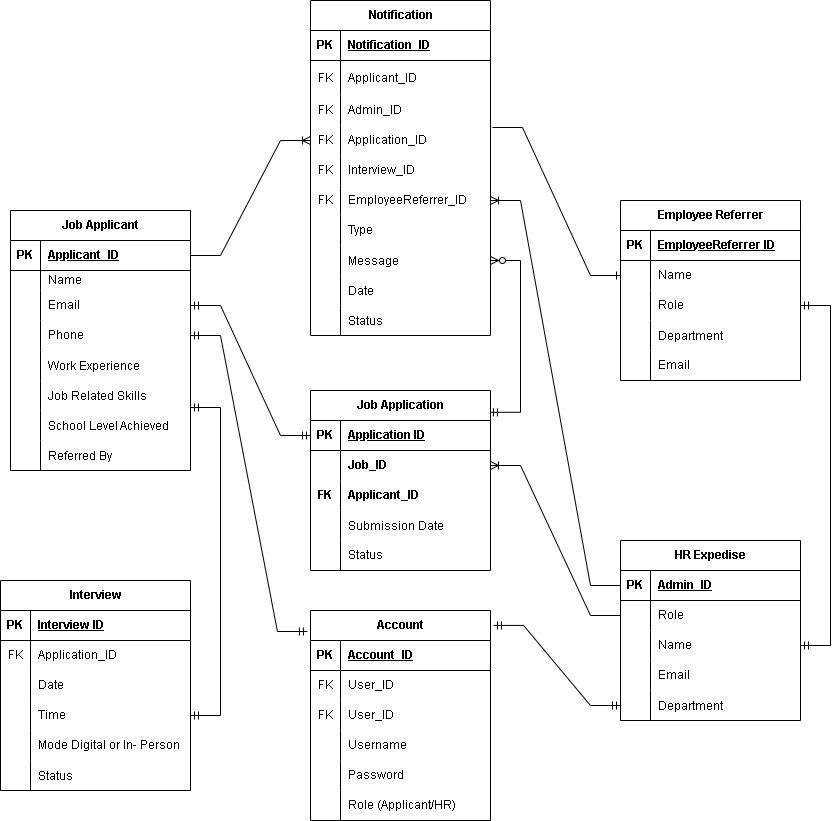 Notification
PK Notification_ID
FK Applicant_ID
FK Admin_ID
FK Application_ID
FK Interview_ID
FK EmployeeReferrer_ID
Type
Message
Date
Status
Job Applicant
PK Applicant_ID
Name
Email
Phone
Work Experience
Job Related Skills
School Level Achieved
Referred By
Employee Referrer
PK EmployeeReferrer ID
Name
Role
Department
Email
Job Application
PK Application ID
Job_ID
FK Applicant_ID
Submission Date
Status
HR Expedise
PK Admin_ID
Role
Name
Email
Department
Interview
PK Interview ID
FK Application_ID
Date
Time
Mode Digital or In- Person
Status
Account
PK Account_ID
FK User_ID
FK User_ID
Username
Password
Role (Applicant/HR)